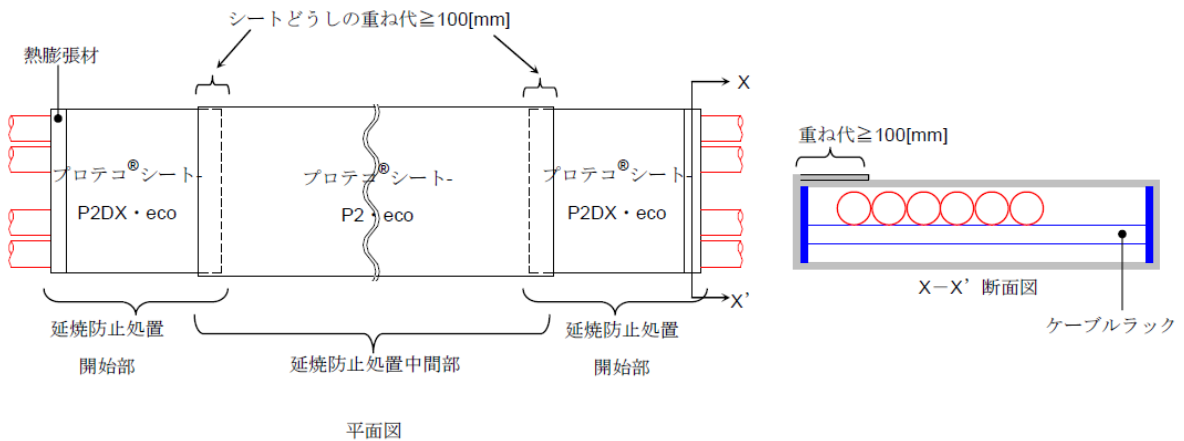 シートどうしの重ね代≧100[mm]
熱膨張材
プロテコ®シート-
P2DX・eco
プロテコ®シート-
P2・eco
プロテコ®シート-
P2DX・eco
X
X’
延焼防止処置
開始部
延焼防止処置中間部
延焼防止処置
開始部
平面図
重ね代≧100[mm]
X－X’ 断面図
ケーブルラック